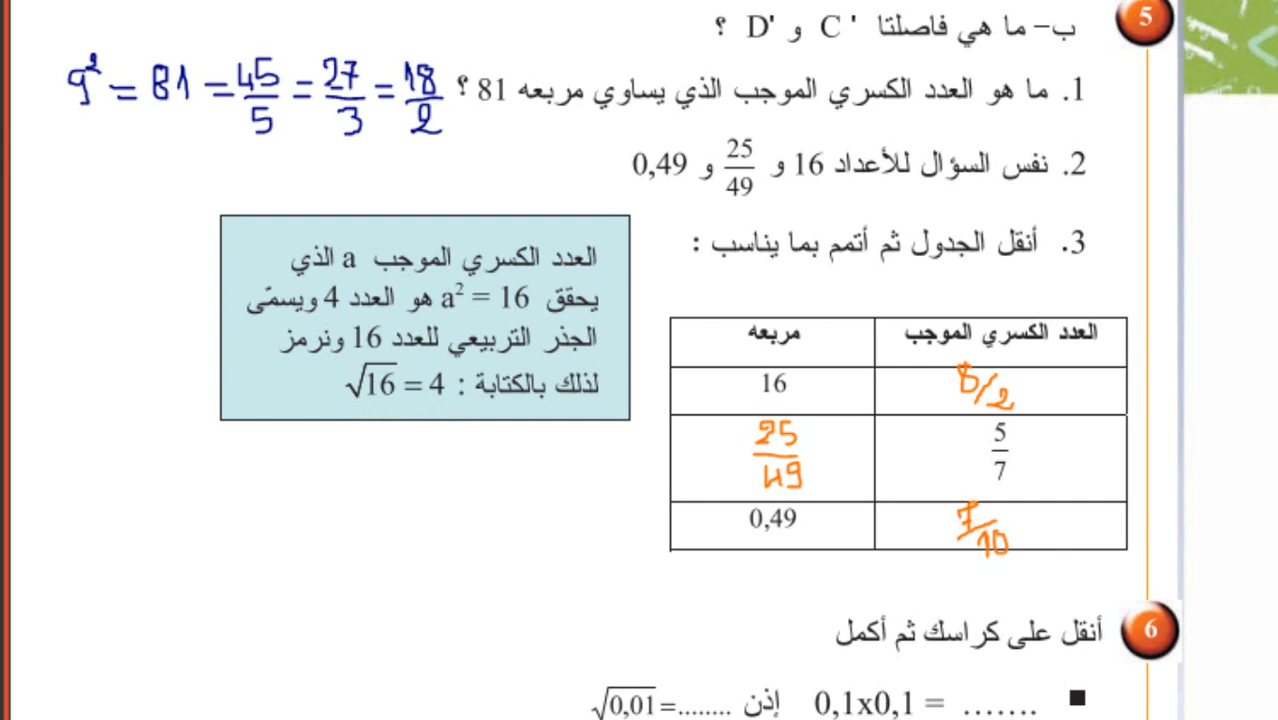 5
ب- ما هي فاصلتا C' و D' ؟
1. ما هو العدد الكسري الموجب الذي يساوي مربعه 81 ؟ 9² = 81 = 45/5 = 27/3 = 18/2
2. نفس السؤال للأعداد 16 و 25/49 و 0,49
3. أنقل الجدول ثم أتمم بما يناسب :
العدد الكسري الموجب a الذي
يحقق a² = 16 هو العدد 4 ويسمّى
الجذر التربيعي للعدد 16 ونرمز
لذلك بالكتابة : √16 = 4
العدد الكسري الموجب مربعه
8/2 16
5/7 25/49
7/10 0,49
6 أنقل على كراسك ثم أكمل
■ 0,1x0,1 = ....... إذن √0,01 =........